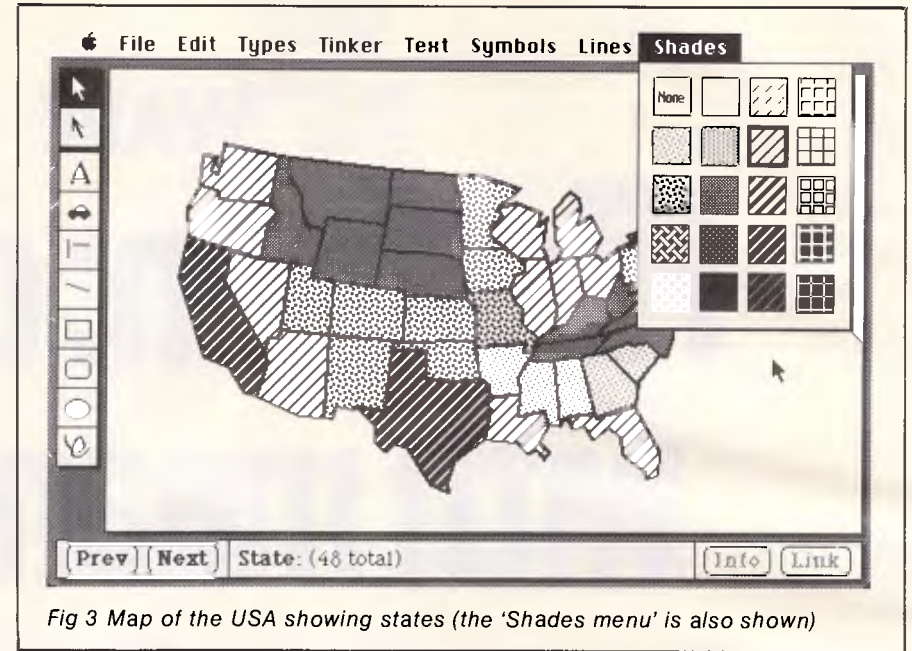 File Edit Types Tinker Text Symbols Lines Shades
None
A
Prev Next State: (48 total) Info Link
Fig 3 Map of the USA showing states (the 'Shades menu' is also shown)